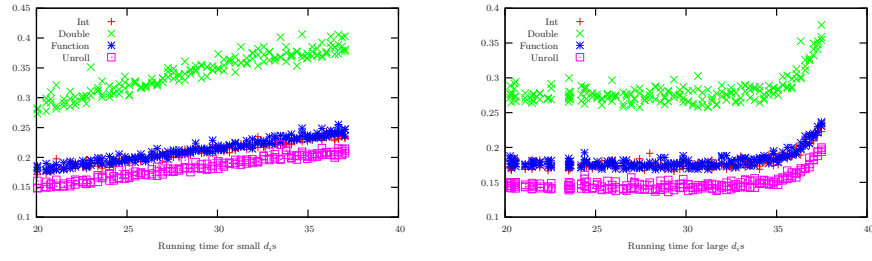 0.45
0.4
0.35
0.3
0.25
0.2
0.15
0.1
Int
Double
Function
Unroll
20 25 30 35 40
Running time for small dᵢs
0.4
0.35
0.3
0.25
0.2
0.15
0.1
Int
Double
Function
Unroll
20 25 30 35 40
Running time for large dᵢs